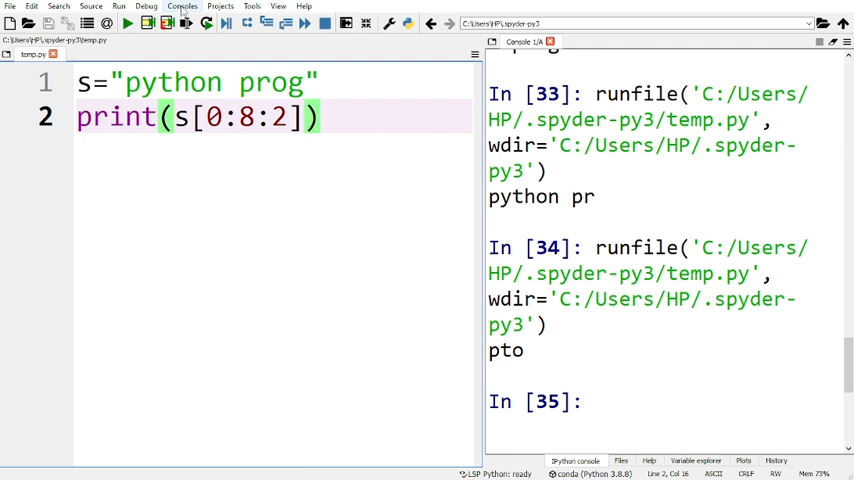 File Edit Search Source Run Debug Consoles Projects Tools View Help
C:\Users\HP\.spyder-py3
C:\Users\HP\.spyder-py3\temp.py
temp.py
Console 1/A
1 s="python prog"
2 print(s[0:8:2])
In [33]: runfile('C:/Users/
HP/.spyder-py3/temp.py',
wdir='C:/Users/HP/.spyder-
py3')
python pr
In [34]: runfile('C:/Users/
HP/.spyder-py3/temp.py',
wdir='C:/Users/HP/.spyder-
py3')
pto
In [35]:
IPython console Files Help Variable explorer Plots History
LSP Python: ready conda (Python 3.8.8) Line 2, Col 16 ASCII CRLF RW Mem 73%